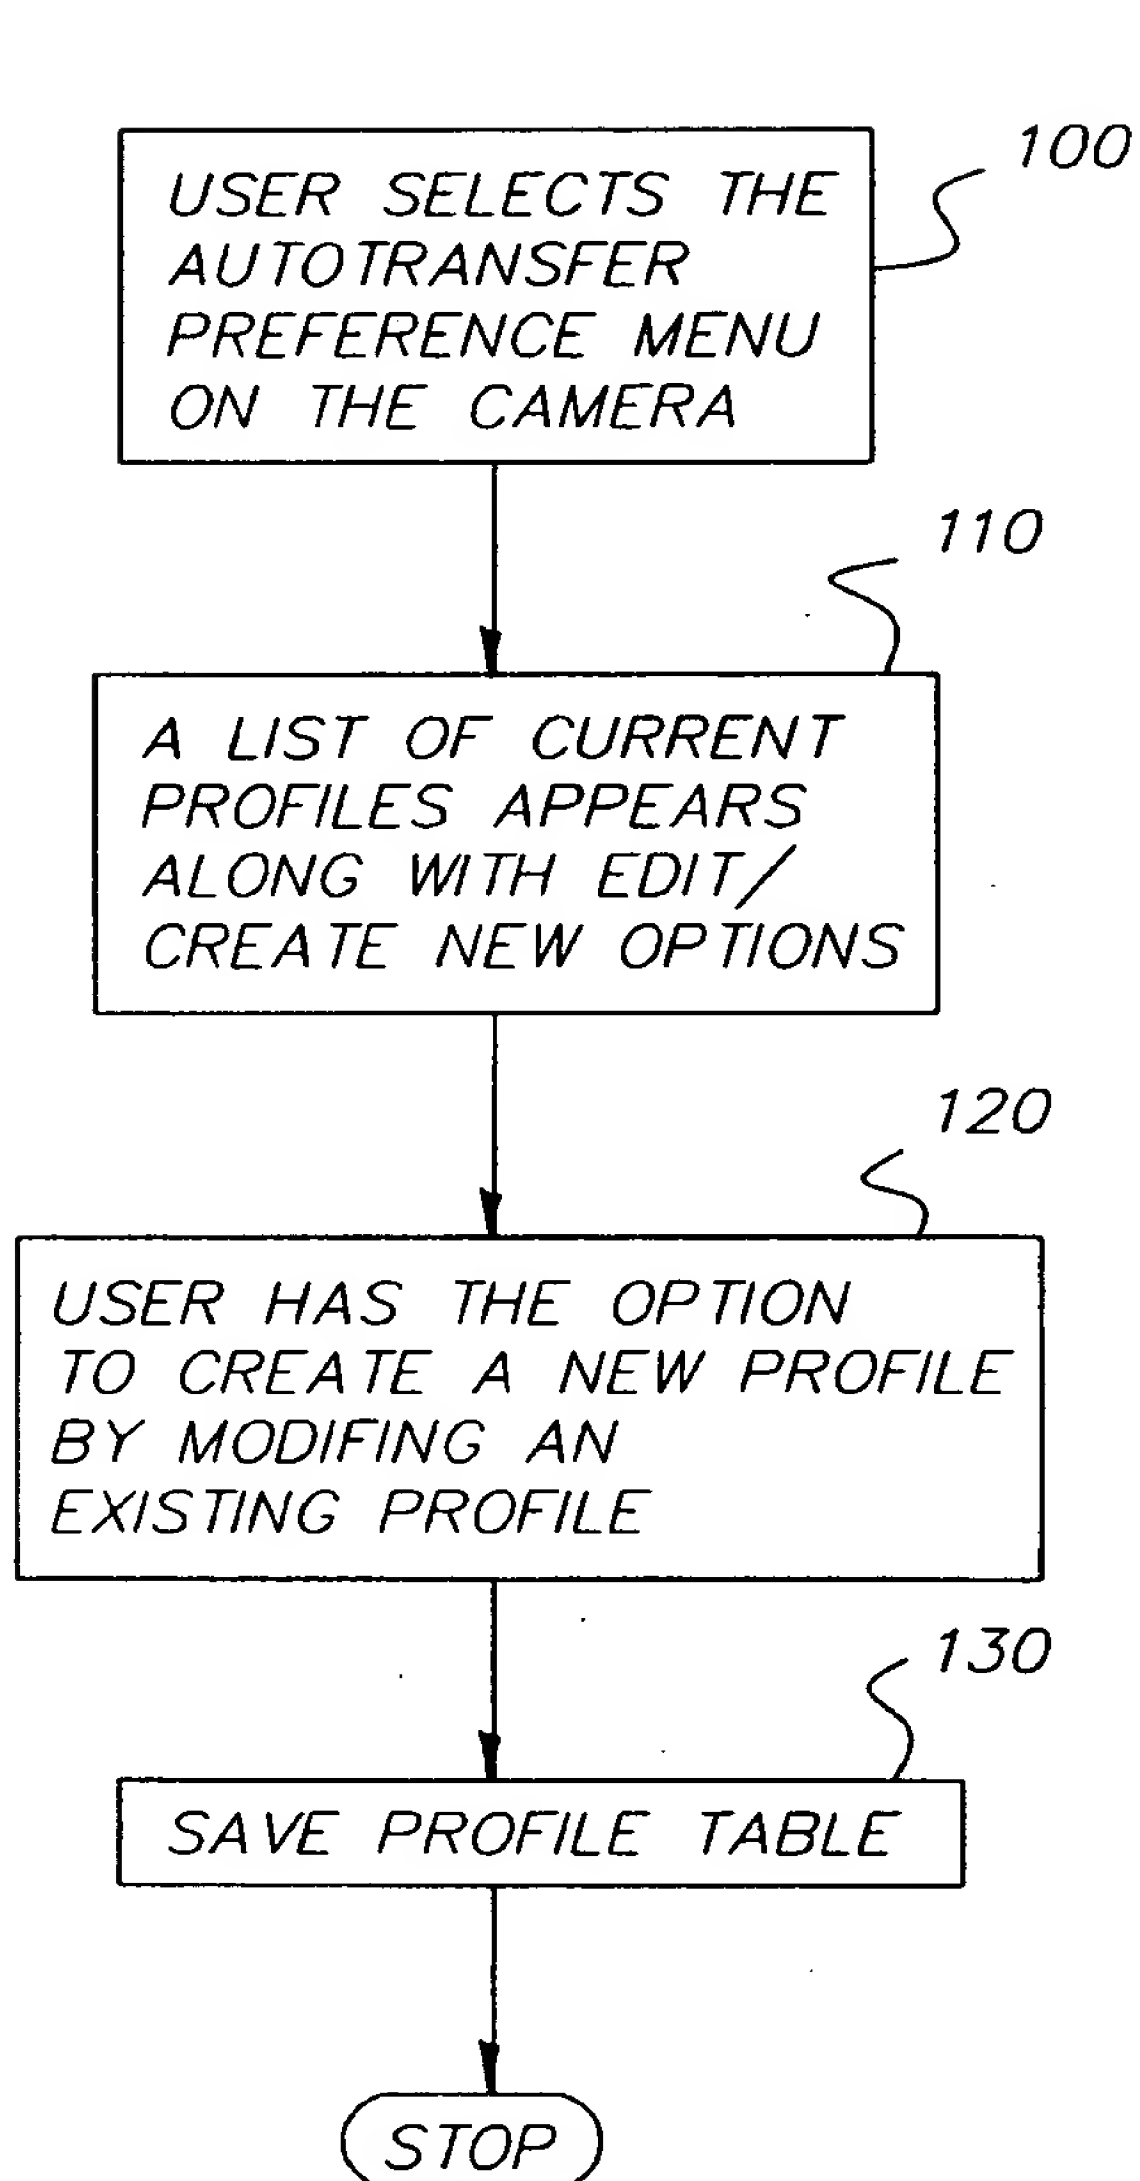 100
USER SELECTS THE
AUTOTRANSFER
PREFERENCE MENU
ON THE CAMERA
110
A LIST OF CURRENT
PROFILES APPEARS
ALONG WITH EDIT/
CREATE NEW OPTIONS
120
USER HAS THE OPTION
TO CREATE A NEW PROFILE
BY MODIFING AN
EXISTING PROFILE
130
SAVE PROFILE TABLE
STOP